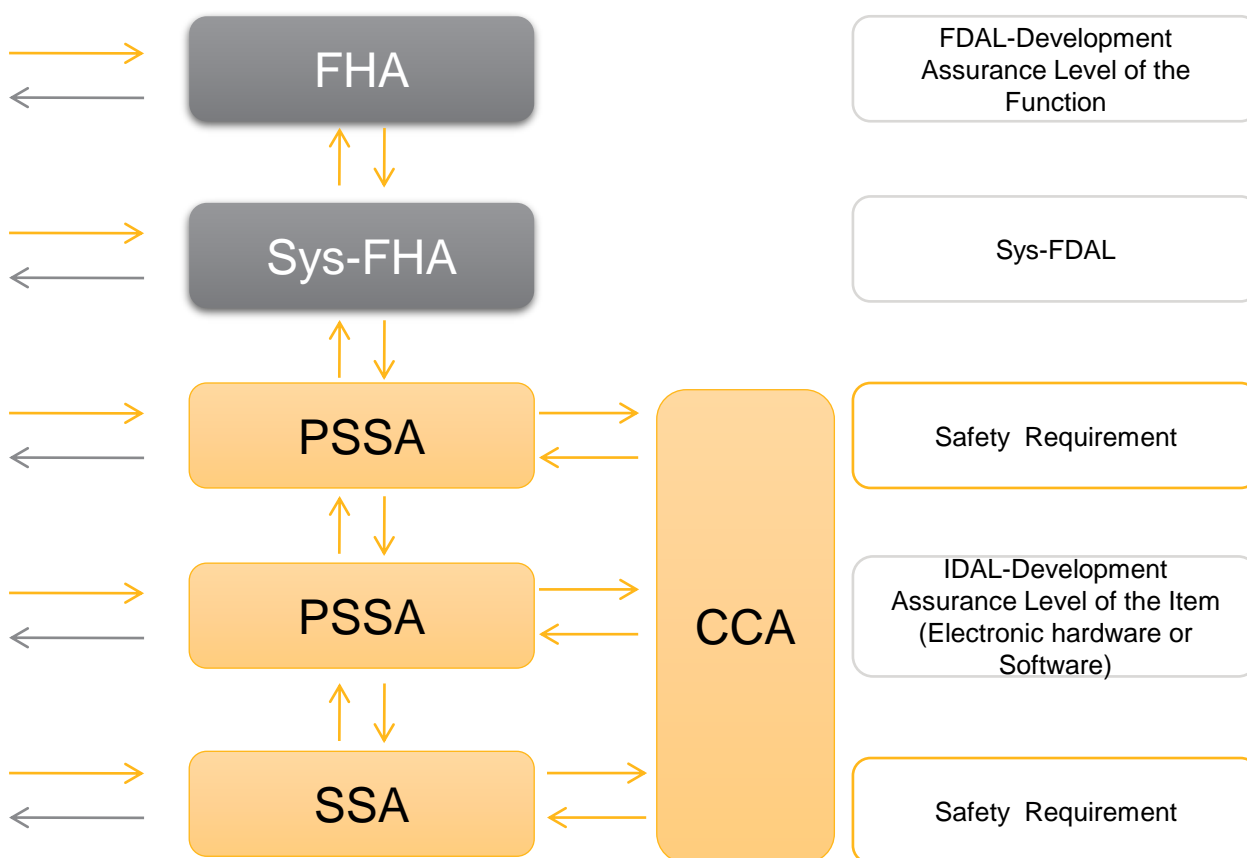 FHA
FDAL-Development
Assurance Level of the
Function
Sys-FHA
Sys-FDAL
PSSA
Safety Requirement
PSSA
CCA
IDAL-Development
Assurance Level of the Item
(Electronic hardware or
Software)
SSA
Safety Requirement